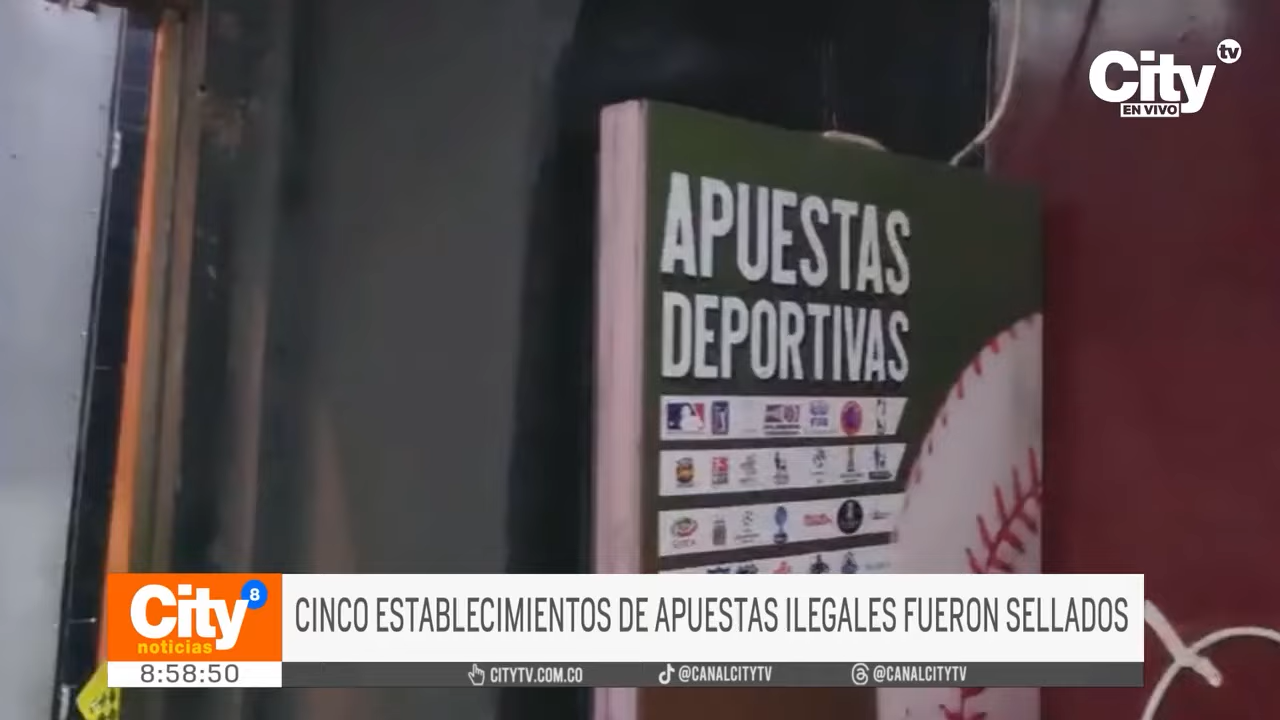 City tv
EN VIVO
APUESTAS
DEPORTIVAS
City 8
noticias
CINCO ESTABLECIMIENTOS DE APUESTAS ILEGALES FUERON SELLADOS
8:58:50
CITYTV.COM.CO
@CANALCITYTV
@CANALCITYTV